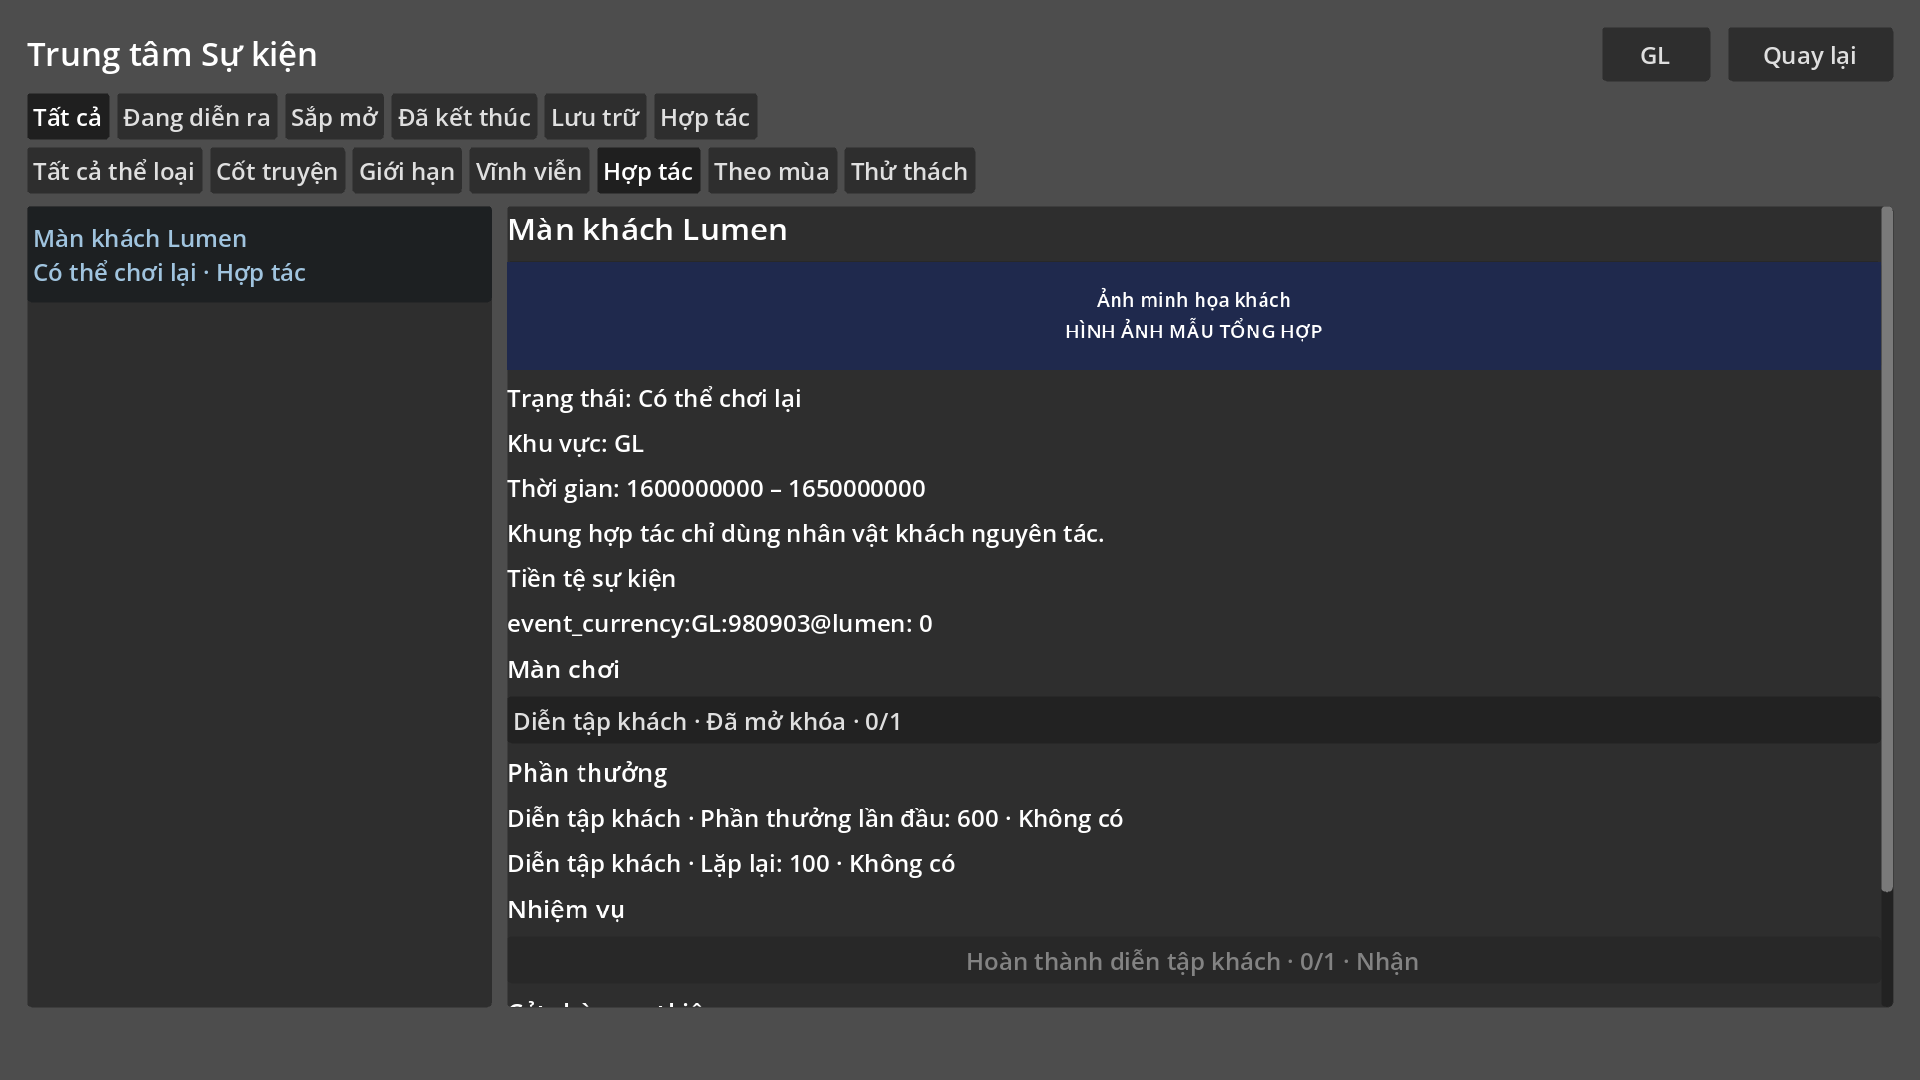 Trung tâm Sự kiện
GL
Quay lại
Tất cả
Đang diễn ra
Sắp mở
Đã kết thúc
Lưu trữ
Hợp tác
Tất cả thể loại
Cốt truyện
Giới hạn
Vĩnh viễn
Hợp tác
Theo mùa
Thử thách
Màn khách Lumen
Có thể chơi lại · Hợp tác
Màn khách Lumen
Ảnh minh họa khách
HÌNH ẢNH MẪU TỔNG HỢP
Trạng thái: Có thể chơi lại
Khu vực: GL
Thời gian: 1600000000 – 1650000000
Khung hợp tác chỉ dùng nhân vật khách nguyên tác.
Tiền tệ sự kiện
event_currency:GL:980903@lumen: 0
Màn chơi
Diễn tập khách · Đã mở khóa · 0/1
Phần thưởng
Diễn tập khách · Phần thưởng lần đầu: 600 · Không có
Diễn tập khách · Lặp lại: 100 · Không có
Nhiệm vụ
Hoàn thành diễn tập khách · 0/1 · Nhận